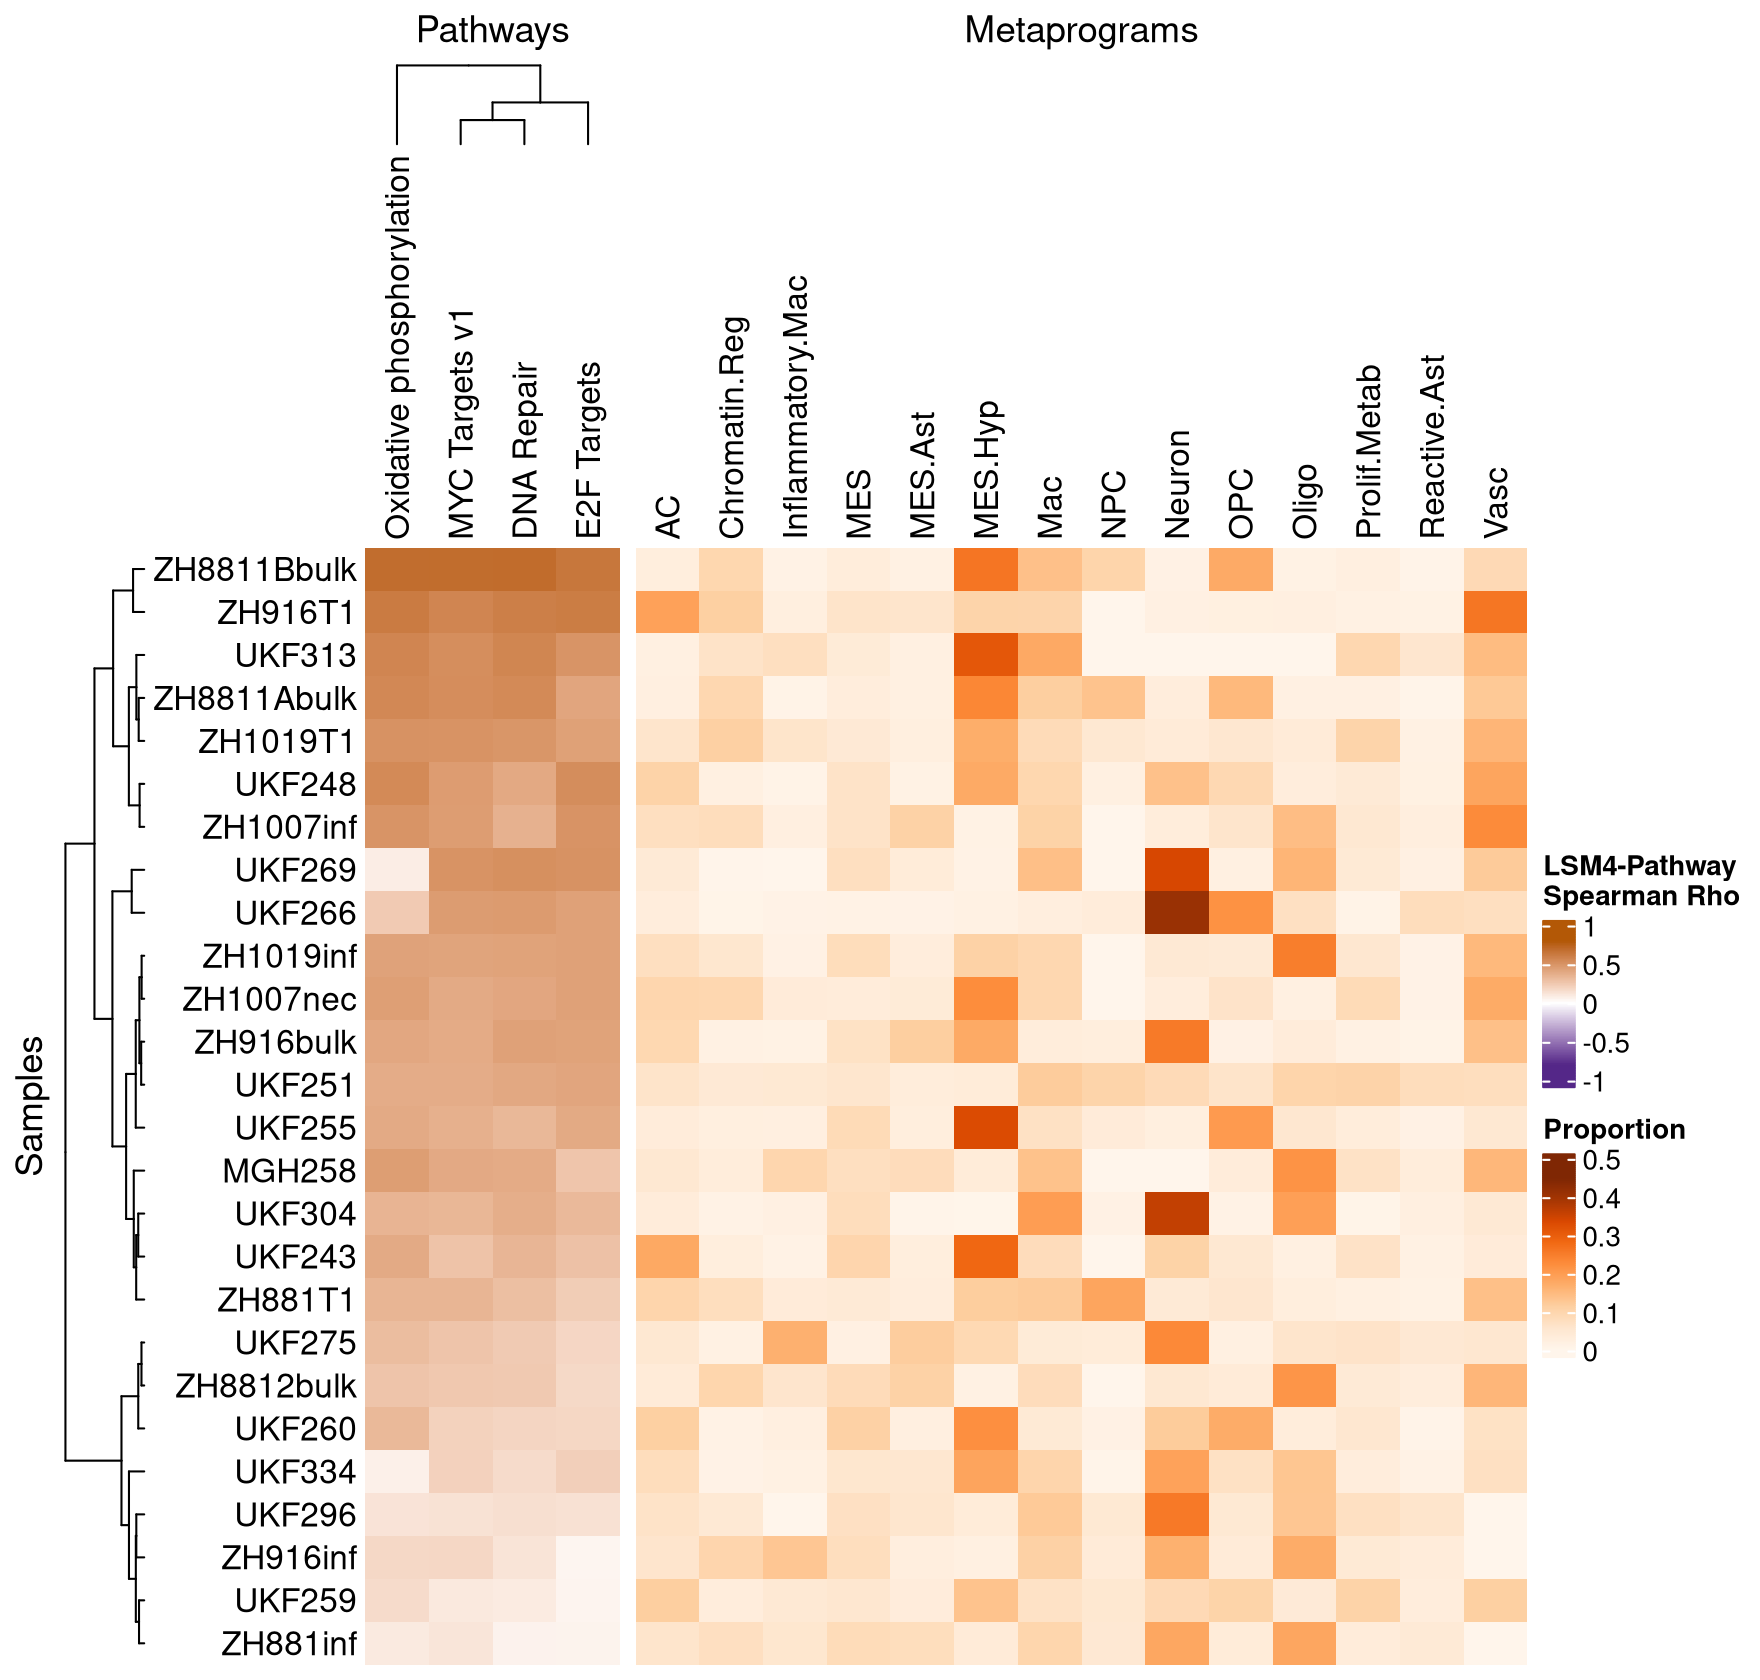 Pathways
Metaprograms
Oxidative phosphorylation
MYC Targets v1
DNA Repair
E2F Targets
AC
Chromatin.Reg
Inflammatory.Mac
MES
MES.Ast
MES.Hyp
Mac
NPC
Neuron
OPC
Oligo
Prolif.Metab
Reactive.Ast
Vasc
Samples
ZH8811Bbulk
ZH916T1
UKF313
ZH8811Abulk
ZH1019T1
UKF248
ZH1007inf
UKF269
UKF266
ZH1019inf
ZH1007nec
ZH916bulk
UKF251
UKF255
MGH258
UKF304
UKF243
ZH881T1
UKF275
ZH8812bulk
UKF260
UKF334
UKF296
ZH916inf
UKF259
ZH881inf
LSM4-Pathway
Spearman Rho
1
0.5
0
-0.5
-1
Proportion
0.5
0.4
0.3
0.2
0.1
0